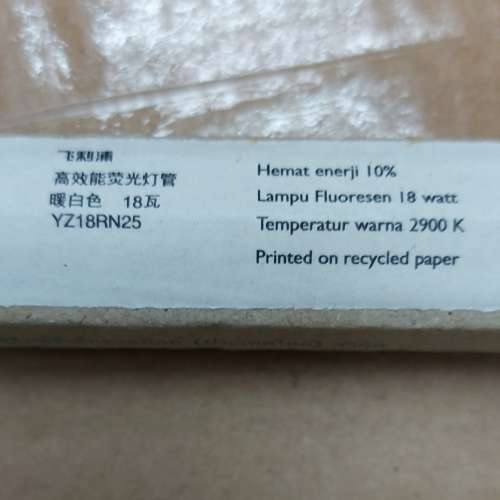 飞利浦
高效能荧光灯管
暖白色 18瓦
YZ18RN25
Hemat enerji 10%
Lampu Fluoresen 18 watt
Temperatur warna 2900 K
Printed on recycled paper